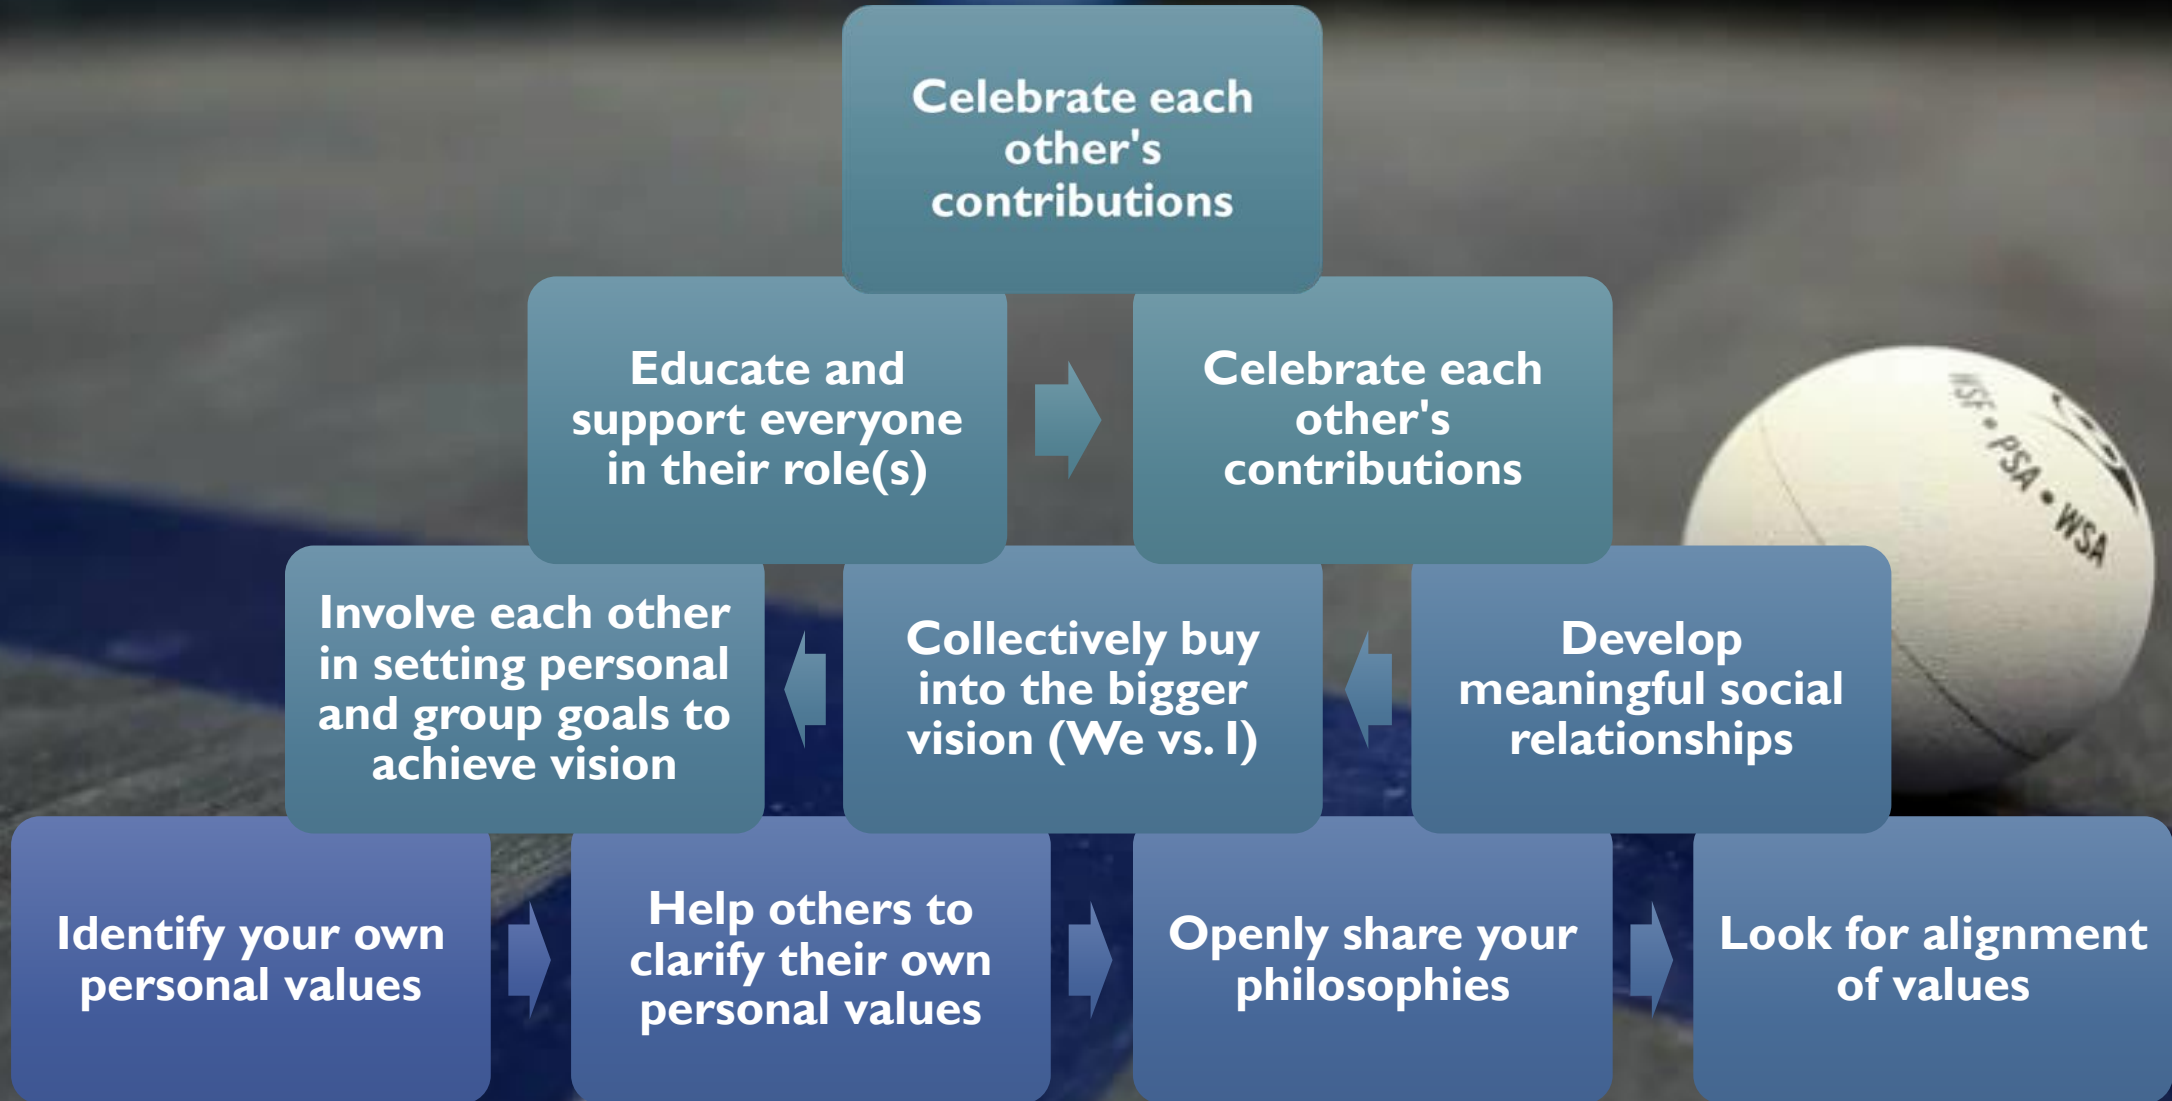 Celebrate each
other's
contributions
Educate and
support everyone
in their role(s)
Celebrate each
other's
contributions
Involve each other
in setting personal
and group goals to
achieve vision
Collectively buy
into the bigger
vision (We vs. I)
Develop
meaningful social
relationships
Identify your own
personal values
Help others to
clarify their own
personal values
Openly share your
philosophies
Look for alignment
of values
WSF • PSA • WSA